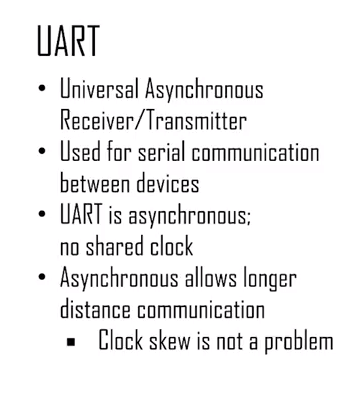 UART
• Universal Asynchronous
Receiver/Transmitter
• Used for serial communication
between devices
• UART is asynchronous;
no shared clock
• Asynchronous allows longer
distance communication
▪ Clock skew is not a problem